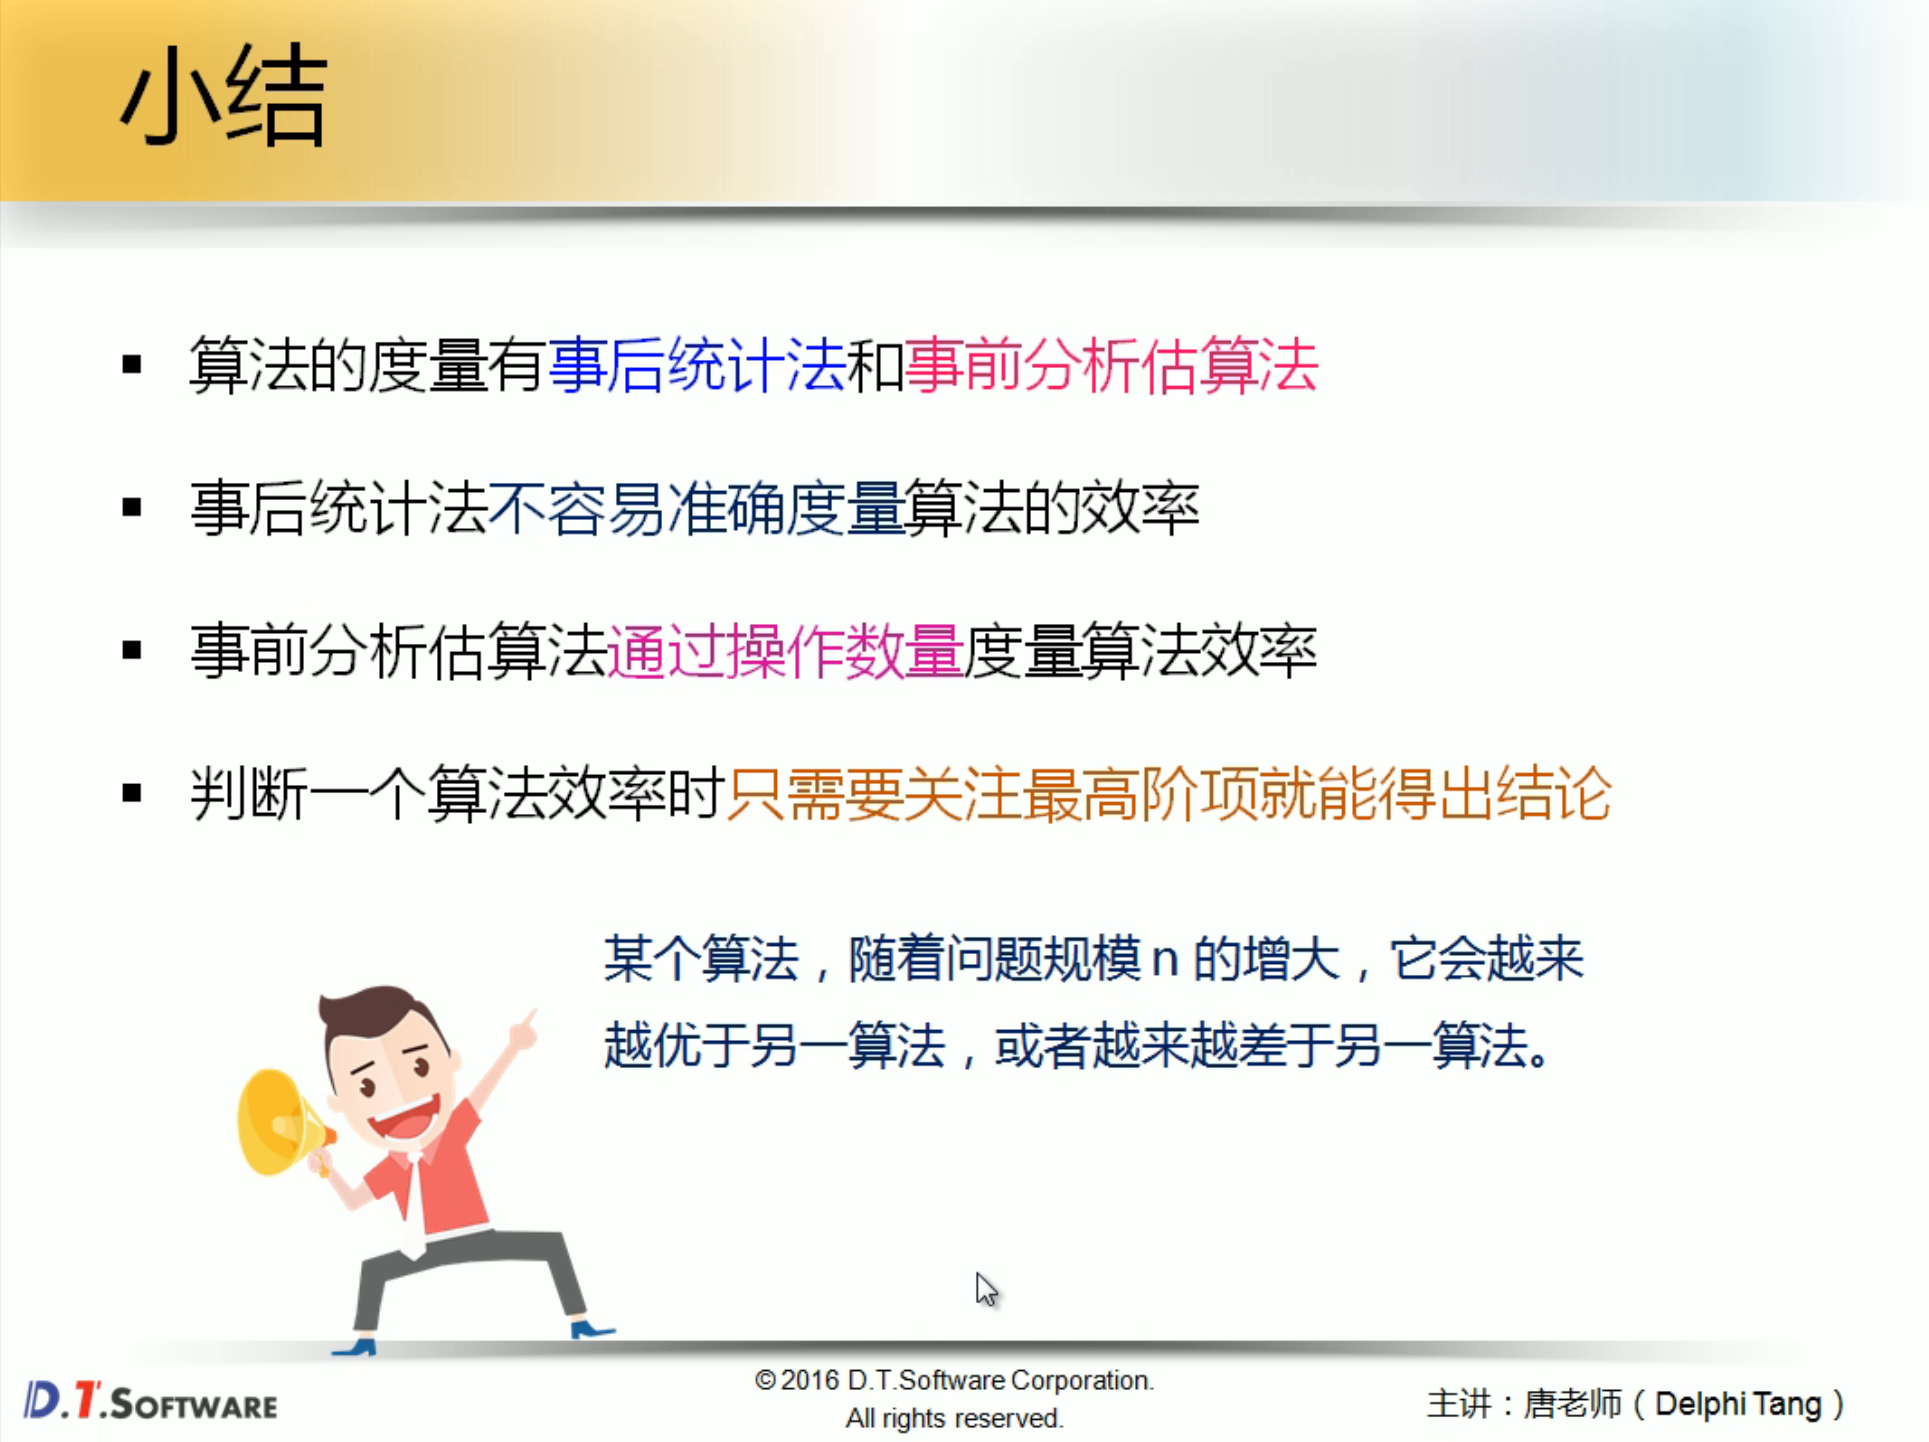 小结
▪ 算法的度量有事后统计法和事前分析估算法
▪ 事后统计法不容易准确度量算法的效率
▪ 事前分析估算法通过操作数量度量算法效率
▪ 判断一个算法效率时只需要关注最高阶项就能得出结论
某个算法，随着问题规模 n 的增大，它会越来
越优于另一算法，或者越来越差于另一算法。
D.T.SOFTWARE
© 2016 D.T.Software Corporation.
All rights reserved.
主讲：唐老师（Delphi Tang）